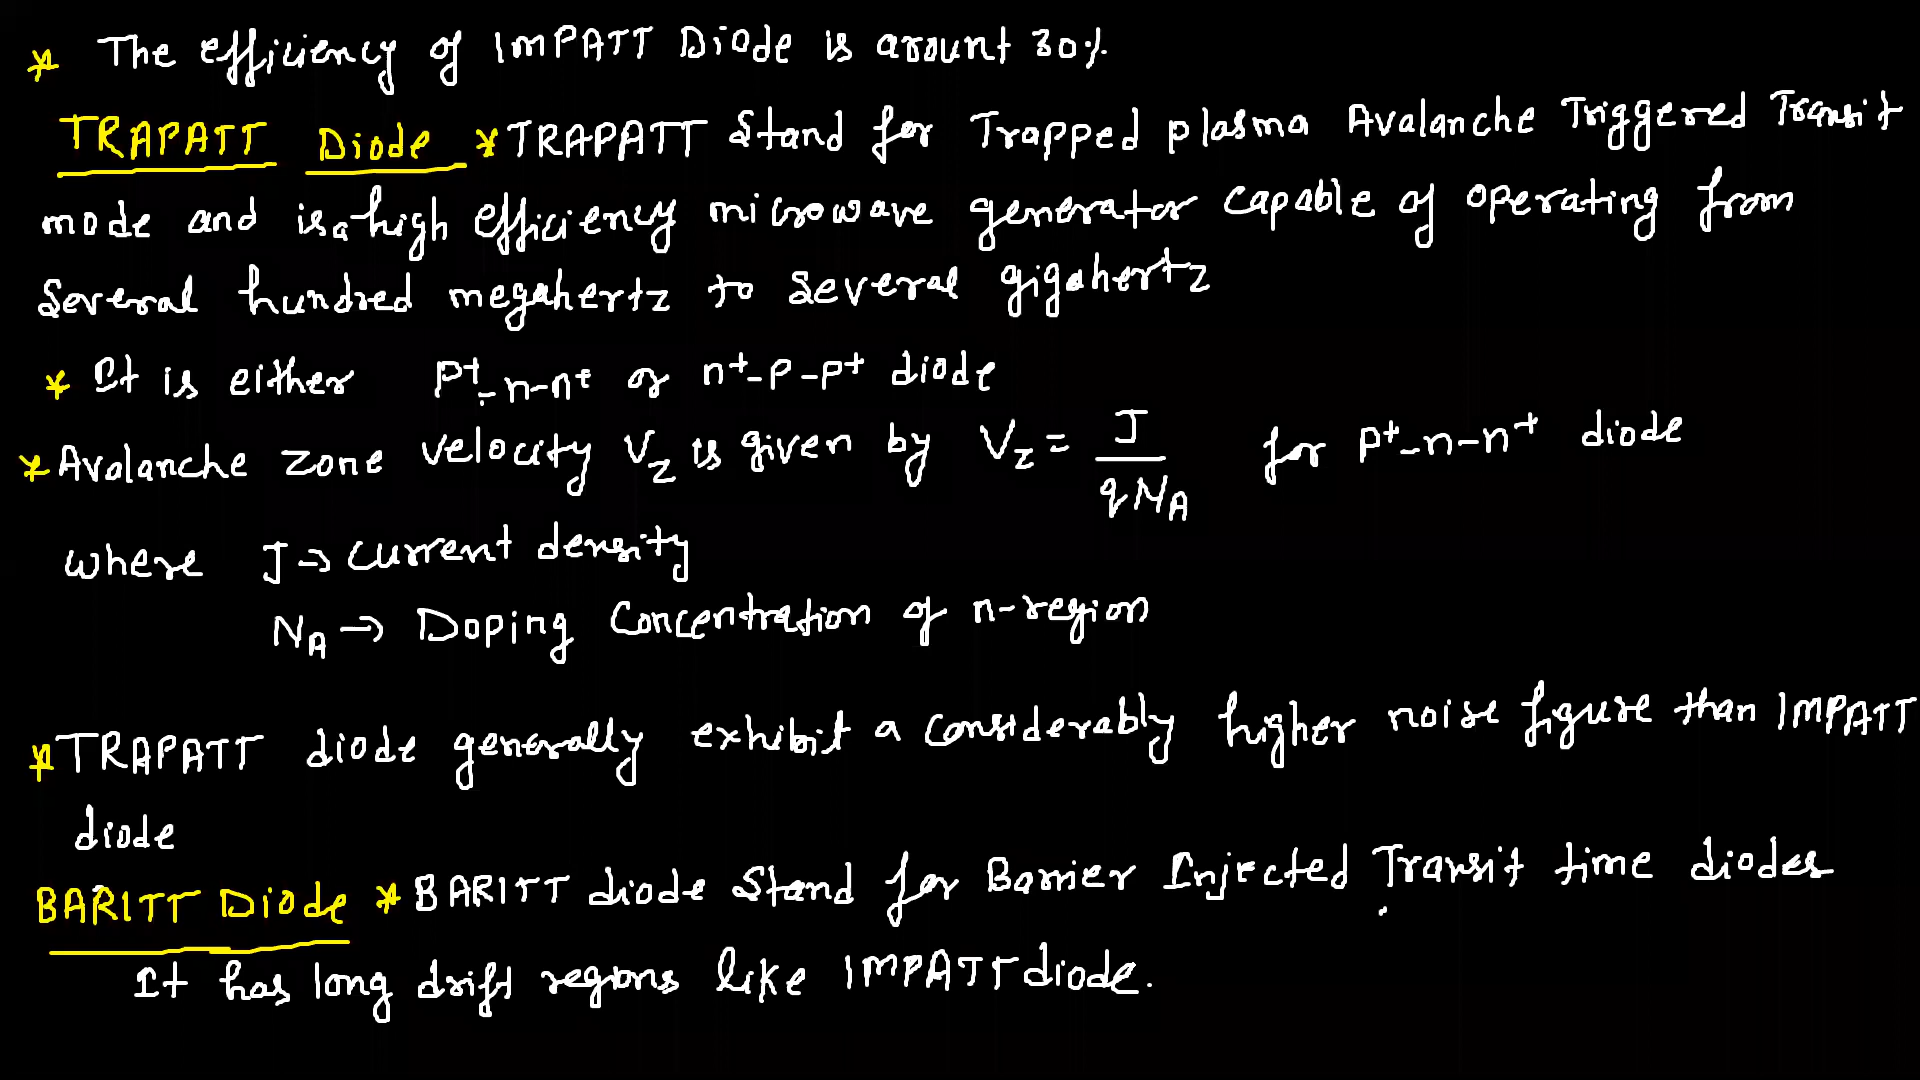 * The efficiency of IMPATT Diode is arount 30%
TRAPATT Diode * TRAPATT Stand for Trapped plasma Avalanche Triggered Transit
mode and is a high efficiency microwave generator capable of operating from
several hundred megahertz to several gigahertz
* It is either P+-n-n+ or n+-p-p+ diode
* Avalanche zone velocity Vz is given by Vz = J / qNA for P+-n-n+ diode
where J → current density
NA → Doping Concentration of n-region
* TRAPATT diode generally exhibit a considerably higher noise figure than IMPATT
diode
BARITT Diode * BARITT diode Stand for Barrier Injected Transit time diodes
It has long drift regions like IMPATT diode.